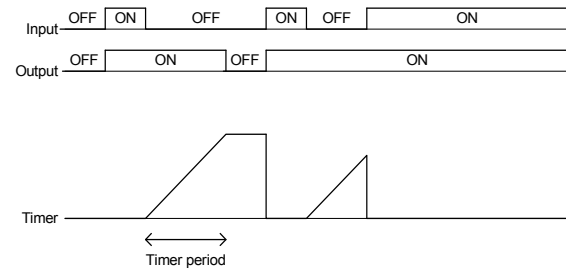 Input OFF ON OFF ON OFF ON
Output OFF ON OFF ON
Timer
Timer period